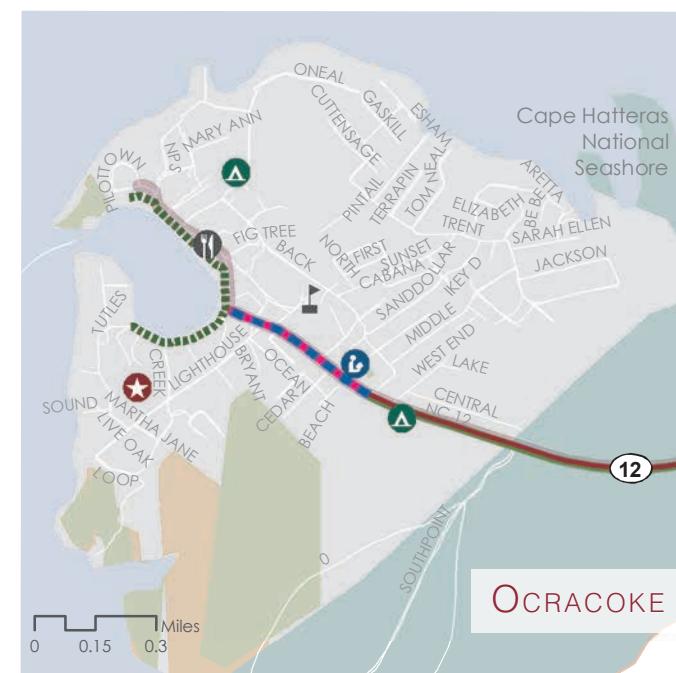 ONEAL
CUTTENSAGE
GASKILL
ESHAM
MARY ANN
NPS
PILOTTOWN
Cape Hatteras
National
Seashore
PINTAIL
TERRAPIN
TOM NEAL
ARETTA
BE BE
ELIZABETH
TRENT
SARAH ELLEN
JACKSON
FIG TREE
BACK
NORTH
FIRST
SUNSET
CABANA
SANDDOLLAR
IKEY D
MIDDLE
WEST END
LAKE
TUTLES
CREEK
LIGHTHOUSE
BRYANT
OCEAN
CEDAR
BEACH
CENTRAL
NC 12
12
SOUND
MARTHA JANE
LIVE OAK
LOOP
0
SOUTHPOINT
OCRACOKE
Miles
0 0.15 0.3